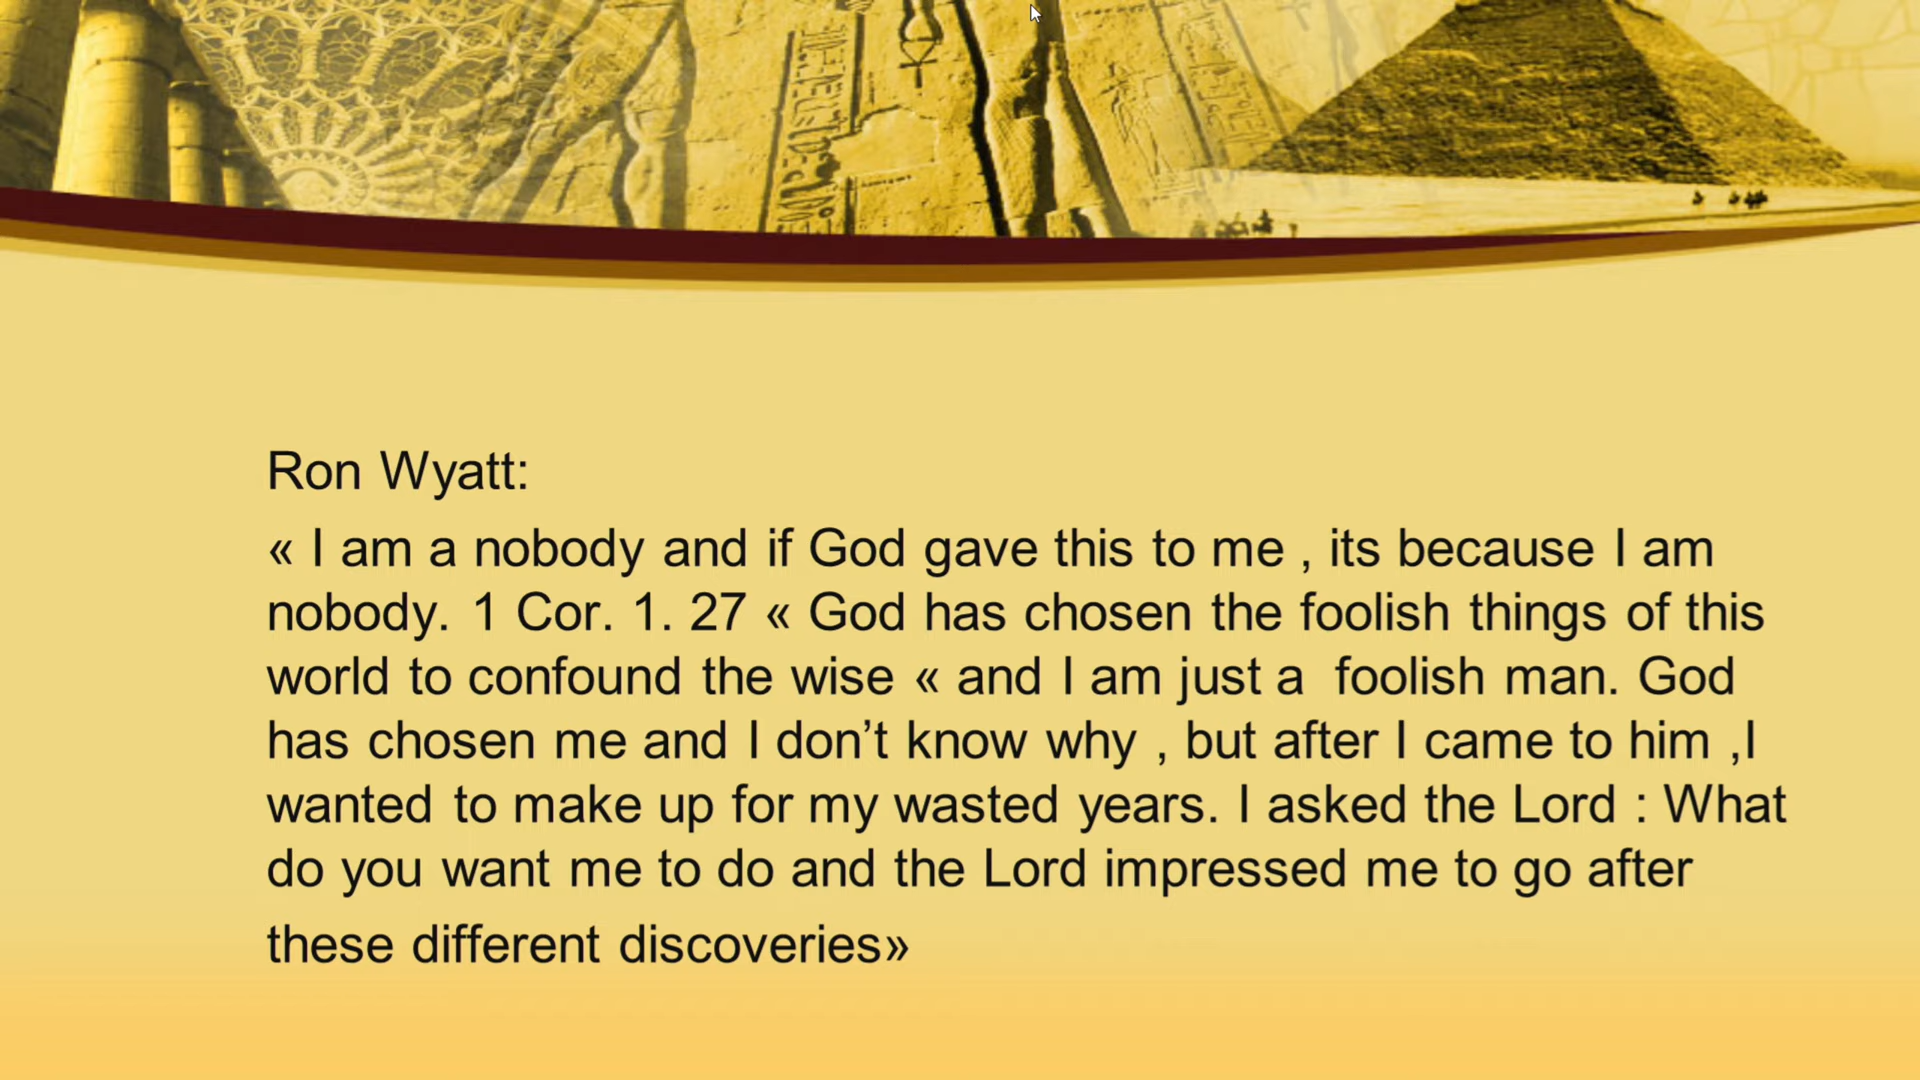 Ron Wyatt:
« I am a nobody and if God gave this to me , its because I am
nobody. 1 Cor. 1. 27 « God has chosen the foolish things of this
world to confound the wise « and I am just a  foolish man. God
has chosen me and I don’t know why , but after I came to him ,I
wanted to make up for my wasted years. I asked the Lord : What
do you want me to do and the Lord impressed me to go after
these different discoveries»